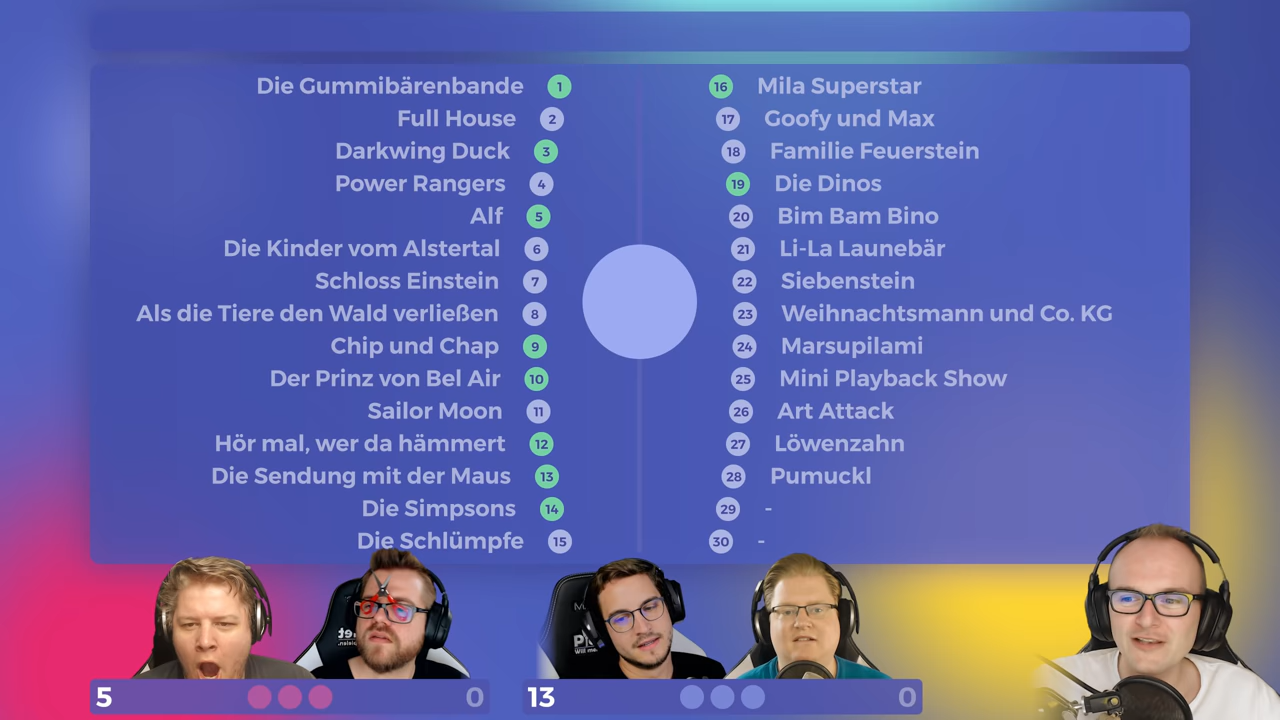 Die Gummibärenbande 1
Full House 2
Darkwing Duck 3
Power Rangers 4
Alf 5
Die Kinder vom Alstertal 6
Schloss Einstein 7
Als die Tiere den Wald verließen 8
Chip und Chap 9
Der Prinz von Bel Air 10
Sailor Moon 11
Hör mal, wer da hämmert 12
Die Sendung mit der Maus 13
Die Simpsons 14
Die Schlümpfe 15
16 Mila Superstar
17 Goofy und Max
18 Familie Feuerstein
19 Die Dinos
20 Bim Bam Bino
21 Li-La Launebär
22 Siebenstein
23 Weihnachtsmann und Co. KG
24 Marsupilami
25 Mini Playback Show
26 Art Attack
27 Löwenzahn
28 Pumuckl
29 -
30 -
5 0
13 0